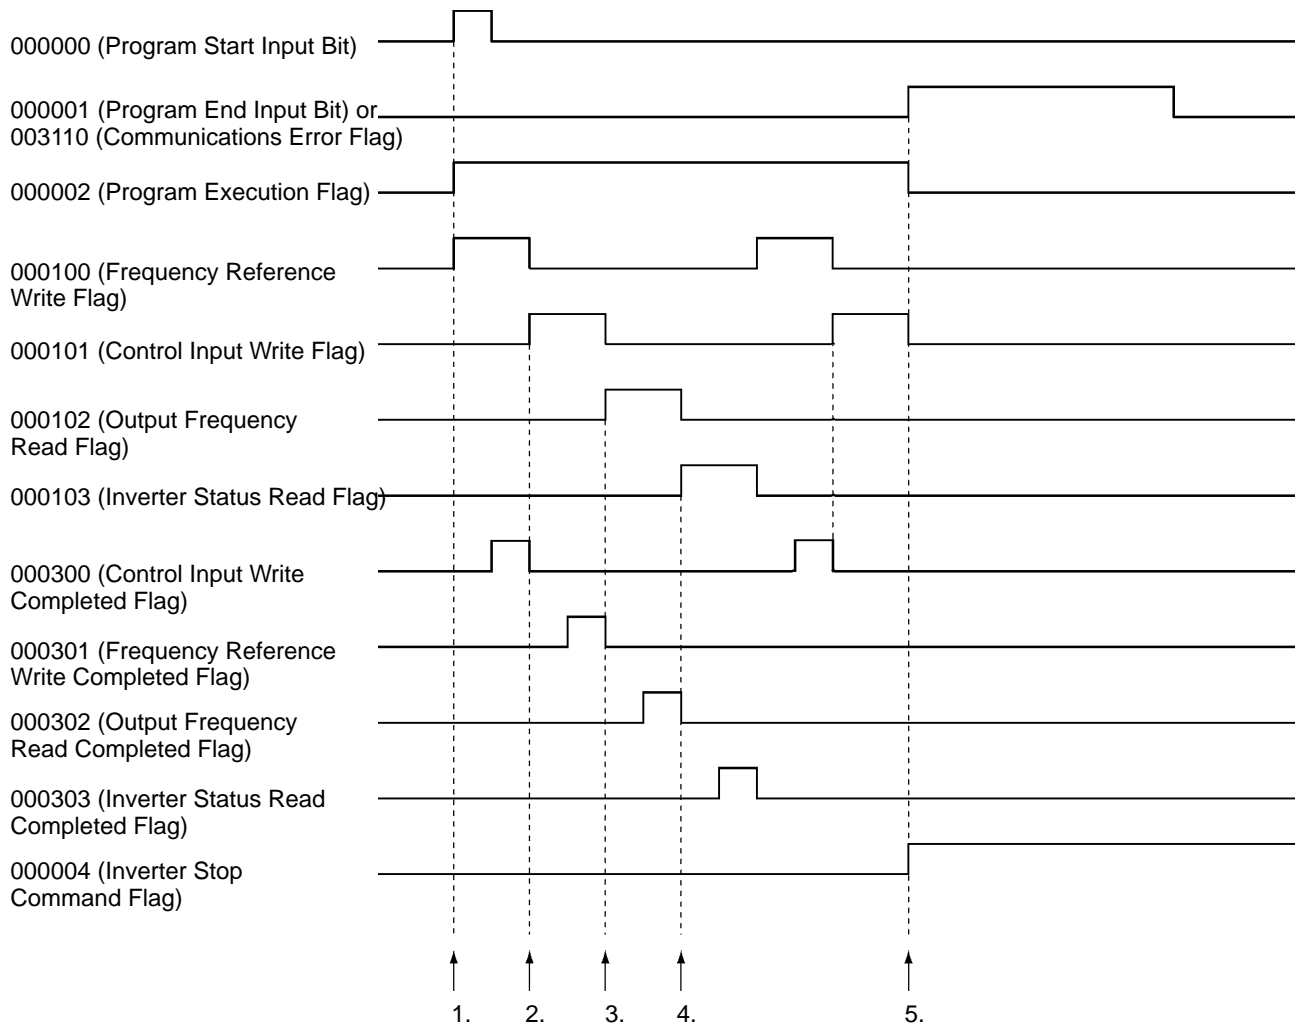 000000 (Program Start Input Bit)
000001 (Program End Input Bit) or
003110 (Communications Error Flag)
000002 (Program Execution Flag)
000100 (Frequency Reference
Write Flag)
000101 (Control Input Write Flag)
000102 (Output Frequency
Read Flag)
000103 (Inverter Status Read Flag)
000300 (Control Input Write
Completed Flag)
000301 (Frequency Reference
Write Completed Flag)
000302 (Output Frequency
Read Completed Flag)
000303 (Inverter Status Read
Completed Flag)
000004 (Inverter Stop
Command Flag)
1. 2. 3. 4. 5.